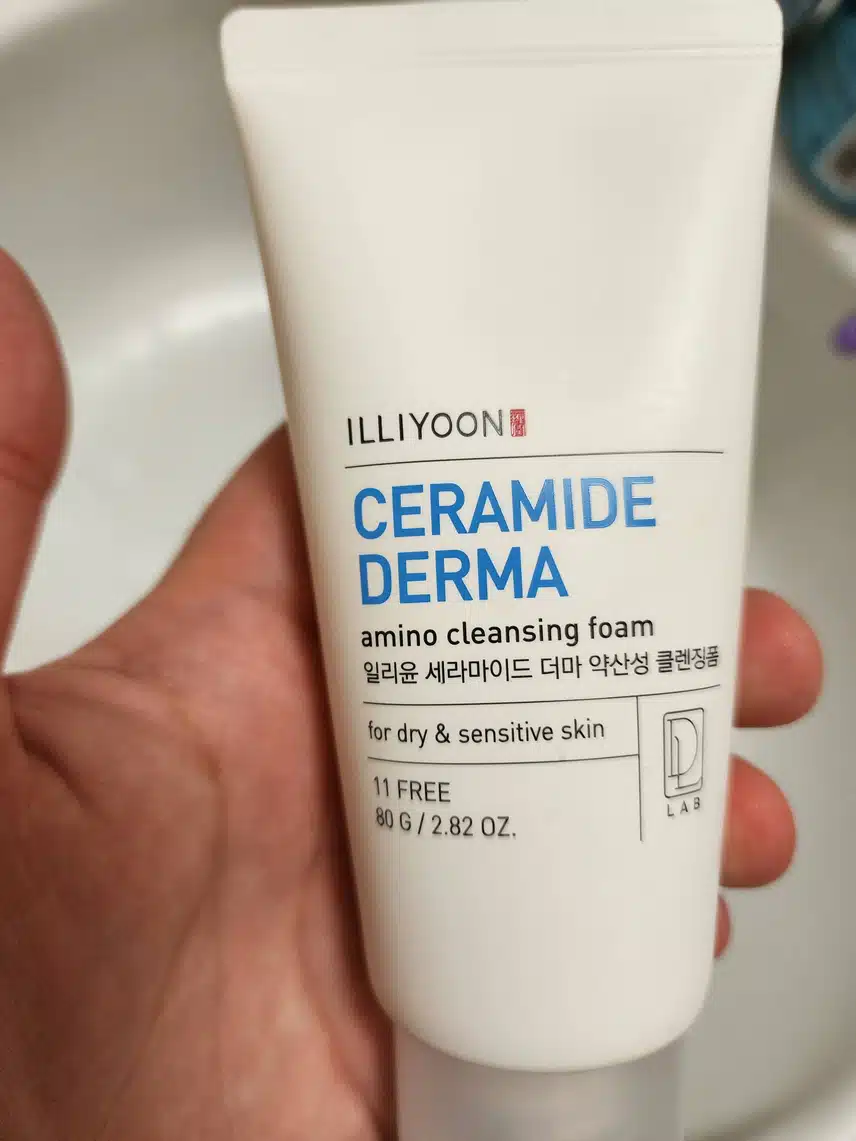 ILLIYOON
CERAMIDE
DERMA
amino cleansing foam
일리윤 세라마이드 더마 약산성 클렌징폼
for dry & sensitive skin
11 FREE
80 G / 2.82 OZ.
D
LAB